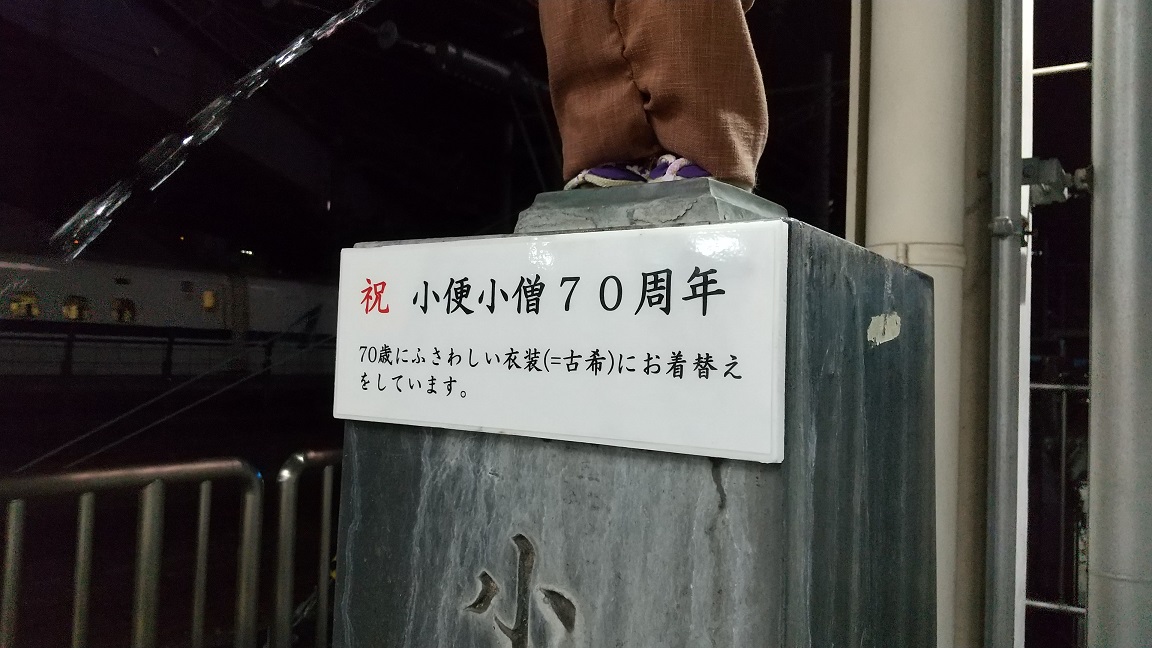 祝 小便小僧７０周年
70歳にふさわしい衣装(=古希)にお着替え
をしています。
小